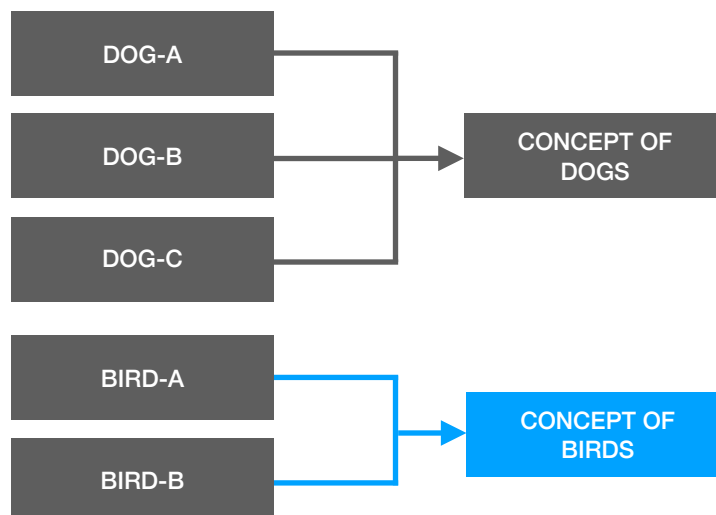 DOG-A
DOG-B
CONCEPT OF
DOGS
DOG-C
BIRD-A
BIRD-B
CONCEPT OF
BIRDS